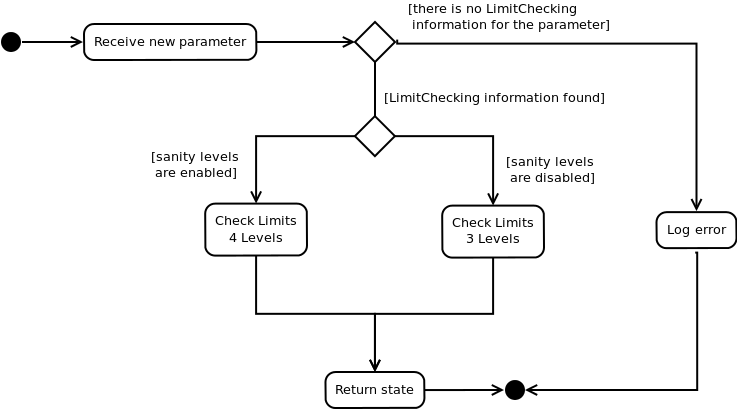 [there is no LimitChecking
information for the parameter]
Receive new parameter
[LimitChecking information found]
[sanity levels
are enabled]
[sanity levels
are disabled]
Check Limits
4 Levels
Check Limits
3 Levels
Log error
Return state